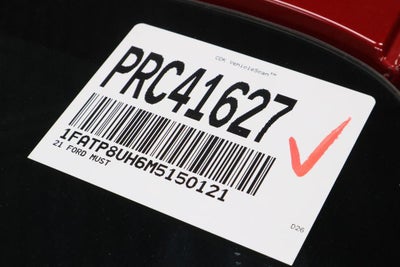 CDK VehicleScan™
PRC41627
1FATP8UH6M5150121
21 FORD MUST
D26